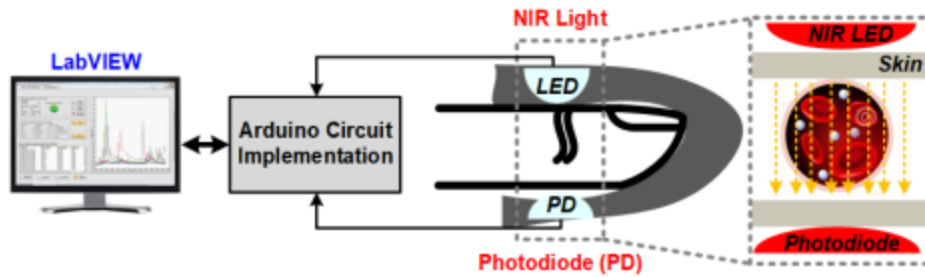 NIR Light
NIR LED
LabVIEW
Skin
LED
Arduino Circuit
Implementation
PD
Photodiode
Photodiode (PD)